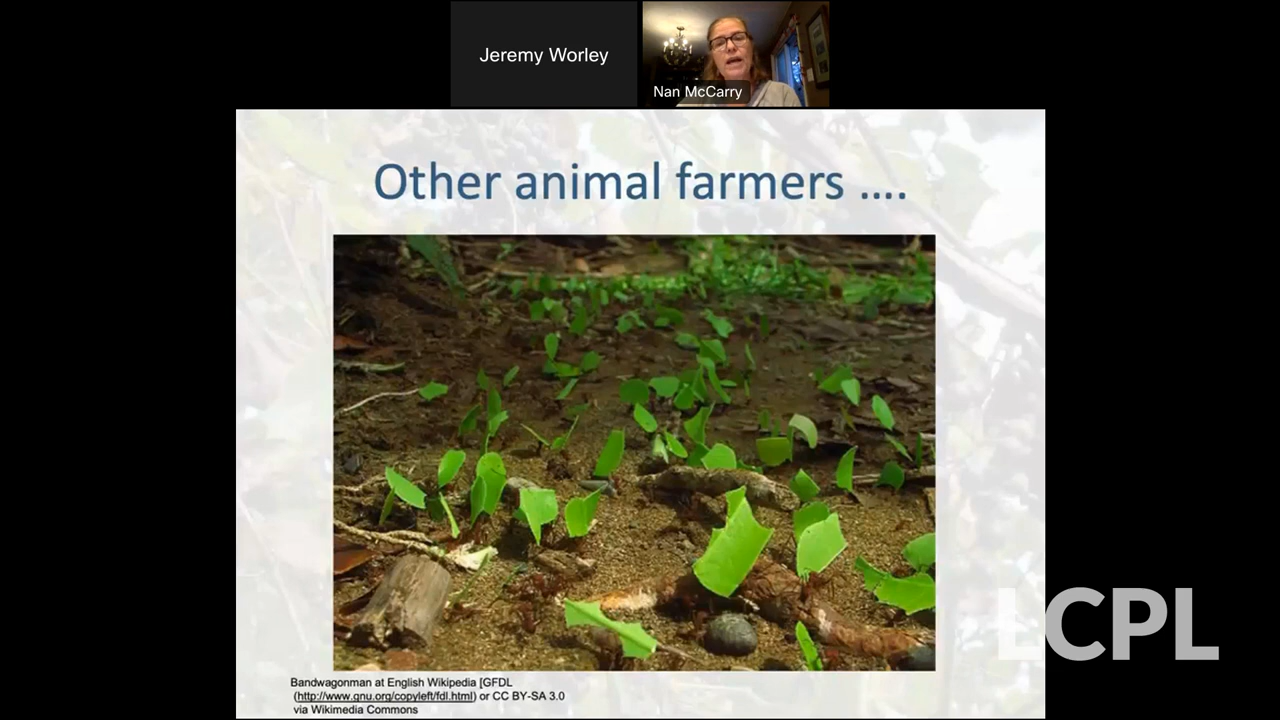 Jeremy Worley
Nan McCarry
Other animal farmers ....
LCPL
Bandwagonman at English Wikipedia [GFDL
(http://www.gnu.org/copyleft/fdl.html) or CC BY-SA 3.0
via Wikimedia Commons